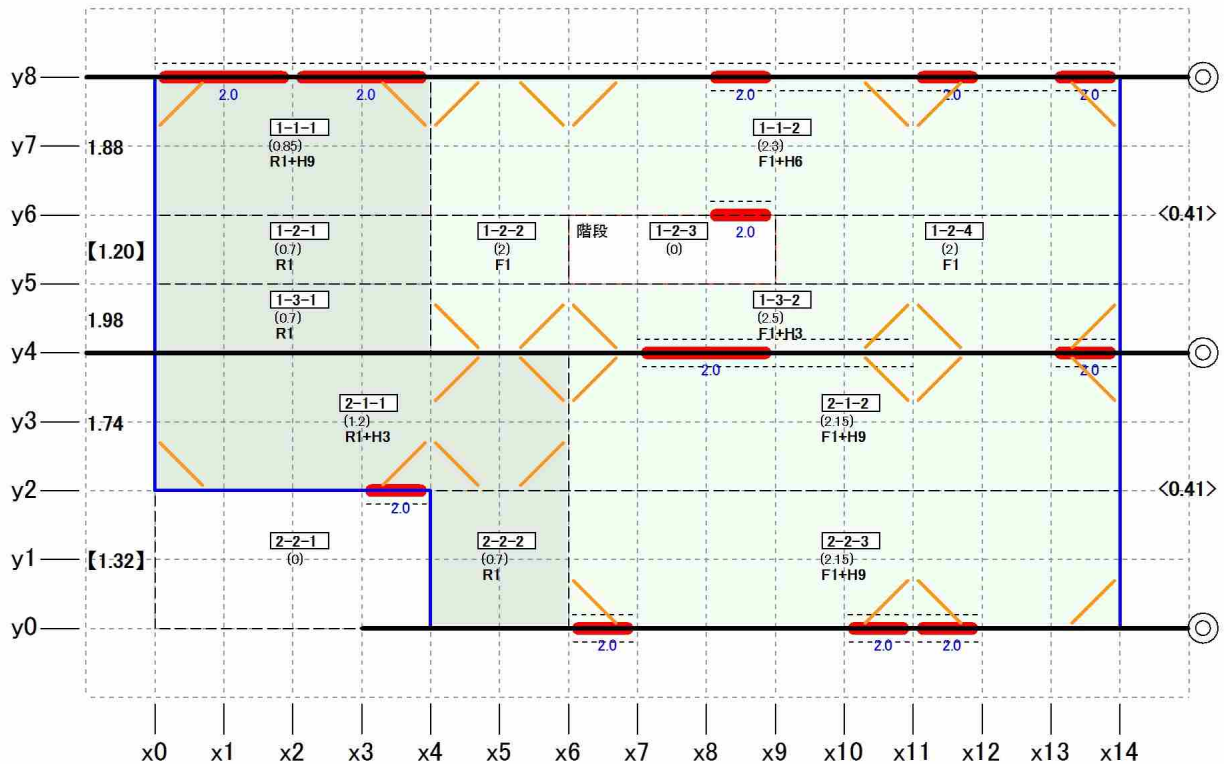 y8
2.0 2.0 2.0 2.0 2.0
1-1-1 1-1-2
y7 1.88 (0.85) (2.3)
R1+H9 F1+H6
y6 <0.41>
1-2-1 1-2-2 階段 1-2-3 2.0 1-2-4
【1.20】 (0.7) (2) (0) (2)
R1 F1 F1
y5
1-3-1 1-3-2
1.98 (0.7) (2.5)
R1 F1+H3
y4
2.0 2.0
2-1-1 2-1-2
y3 1.74 (1.2) (2.15)
R1+H3 F1+H9
y2 <0.41>
2.0
2-2-1 2-2-2 2-2-3
y1 【1.32】 (0) (0.7) (2.15)
R1 F1+H9
y0
2.0 2.0 2.0
x0 x1 x2 x3 x4 x5 x6 x7 x8 x9 x10 x11 x12 x13 x14